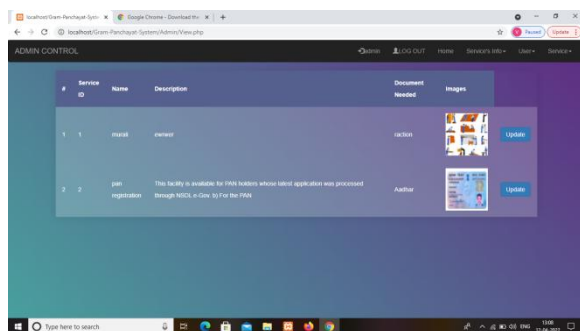 localhost/Gram-Panchayat-Syste
Google Chrome - Download the
localhost/Gram-Panchayat-System/Admin/View.php
Paused
Update
ADMIN CONTROL
admin
LOG OUT
Home
Service's Info
User
Service
#
Service ID
Name
Description
Document Needed
Images
1
1
murali
Update
2
2
pan registration
This facility is available for PAN holders whose latest application was processed
through NSDL e-Gov. b) For the PAN
Aadhar
Update
Type here to search
ENG
13:08